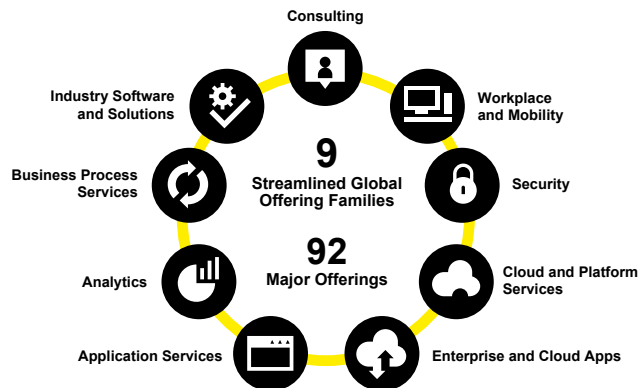 Consulting
Industry Software
and Solutions
Workplace
and Mobility
9
Streamlined Global
Offering Families
Business Process
Services
Security
92
Major Offerings
Analytics
Cloud and Platform
Services
Application Services
Enterprise and Cloud Apps